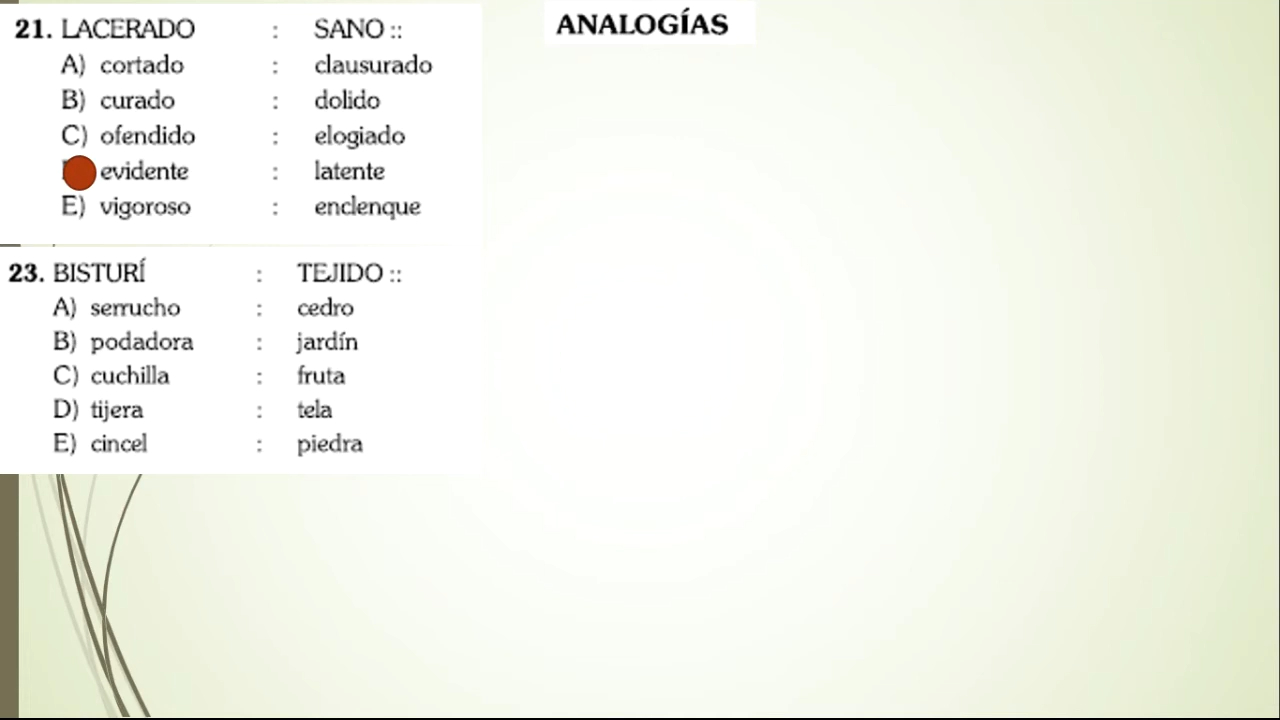 ANALOGÍAS
21. LACERADO : SANO ::
A) cortado : clausurado
B) curado : dolido
C) ofendido : elogiado
evidente : latente
E) vigoroso : enclenque
23. BISTURÍ : TEJIDO ::
A) serrucho : cedro
B) podadora : jardín
C) cuchilla : fruta
D) tijera : tela
E) cincel : piedra